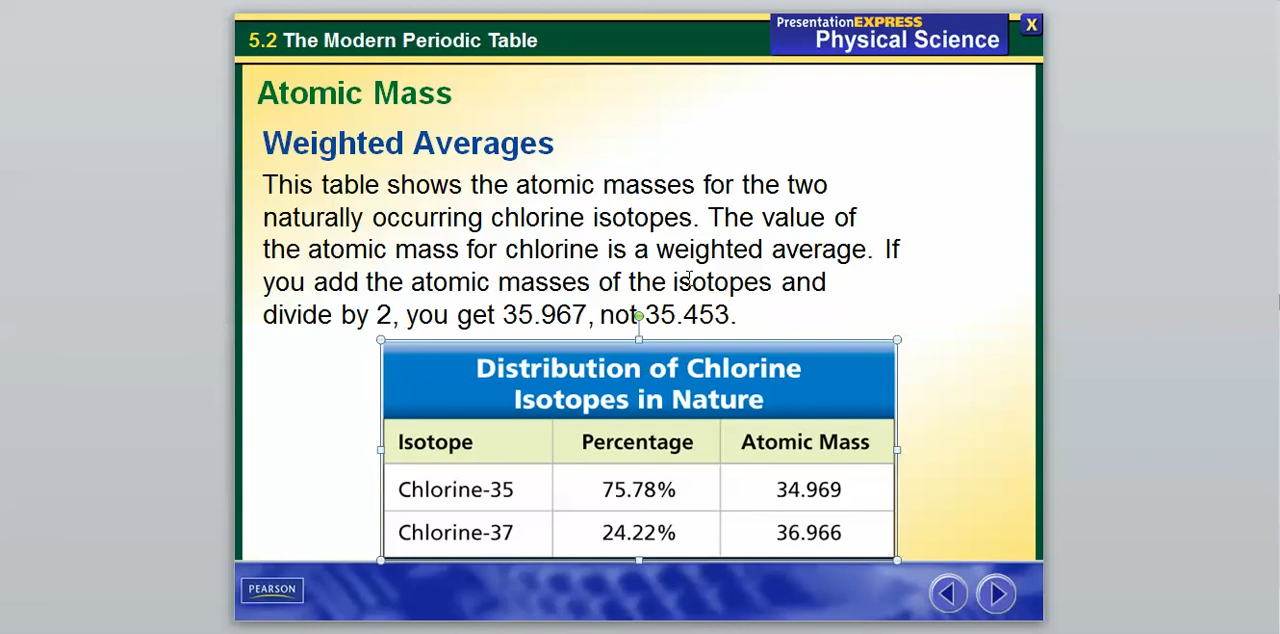 PresentationEXPRESS
X
5.2 The Modern Periodic Table
Physical Science
Atomic Mass
Weighted Averages
This table shows the atomic masses for the two
naturally occurring chlorine isotopes. The value of
the atomic mass for chlorine is a weighted average. If
you add the atomic masses of the isotopes and
divide by 2, you get 35.967, not 35.453.
Distribution of Chlorine
Isotopes in Nature
Isotope Percentage Atomic Mass
Chlorine-35 75.78% 34.969
Chlorine-37 24.22% 36.966
PEARSON